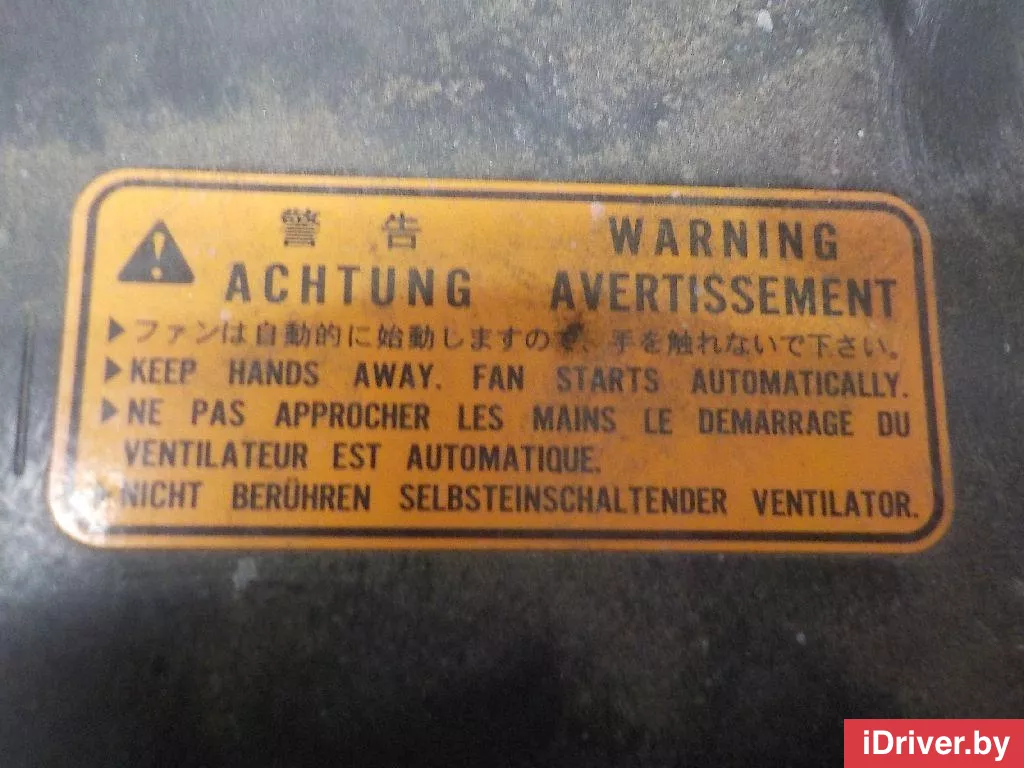 警告 WARNING
ACHTUNG AVERTISSEMENT
▶ファンは自動的に始動しますので、手を触れないで下さい。
▶KEEP HANDS AWAY. FAN STARTS AUTOMATICALLY.
▶NE PAS APPROCHER LES MAINS LE DEMARRAGE DU
VENTILATEUR EST AUTOMATIQUE.
▶NICHT BERÜHREN SELBSTEINSCHALTENDER VENTILATOR.
iDriver.by